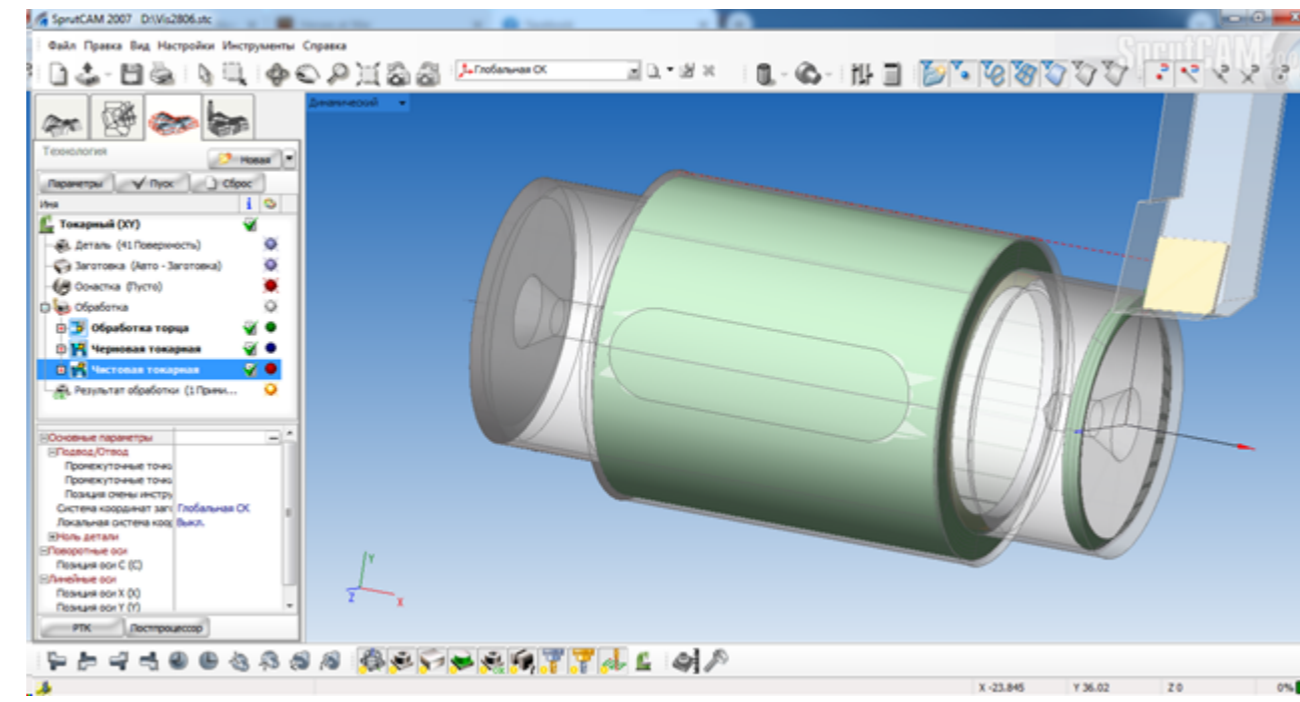 SprutCAM 2007 D:\Vis2806.stc
Файл Правка Вид Настройки Инструменты Справка
SprutCAM 200
Глобальная СК
Динамический
Технология
Новая
Параметры Пуск Сброс
Имя
Токарный (XY)
Деталь (41 Поверхность)
Заготовка (Авто - Заготовка)
Оснастка (Пусто)
Обработка
Обработка торца
Черновая токарная
Чистовая токарная
Результат обработки (1 Прими...
Основные параметры
Подвод/Отвод
Промежуточные точки
Промежуточные точки
Позиция смены инстру
Система координат заг Глобальная СК
Локальная система коор Выкл.
Ноль детали
Поворотные оси
Позиция оси C (C)
Линейные оси
Позиция оси X (X)
Позиция оси Y (Y)
РТК Постпроцессор
Y
Z
X
X -23.845 Y 36.02 Z 0 0%